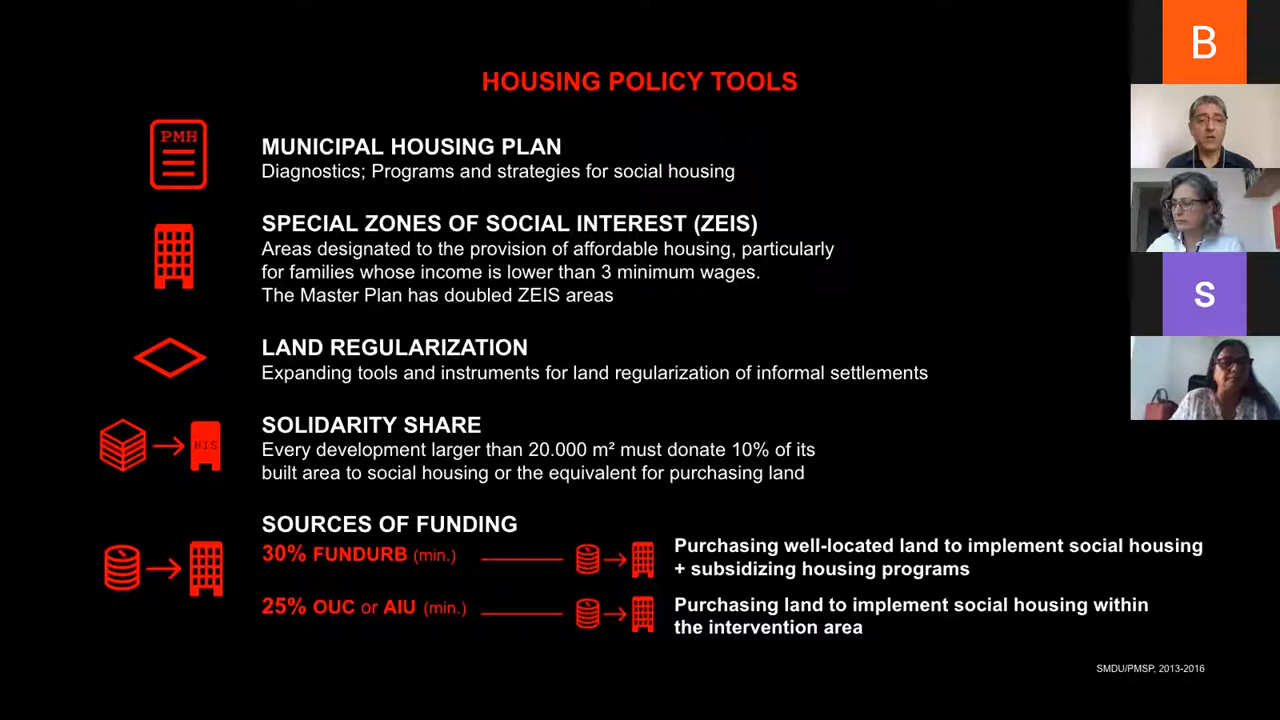 B
HOUSING POLICY TOOLS
PMH
MUNICIPAL HOUSING PLAN
Diagnostics; Programs and strategies for social housing
SPECIAL ZONES OF SOCIAL INTEREST (ZEIS)
Areas designated to the provision of affordable housing, particularly
for families whose income is lower than 3 minimum wages.
The Master Plan has doubled ZEIS areas
S
LAND REGULARIZATION
Expanding tools and instruments for land regularization of informal settlements
SOLIDARITY SHARE
HIS
Every development larger than 20.000 m² must donate 10% of its
built area to social housing or the equivalent for purchasing land
SOURCES OF FUNDING
30% FUNDURB (min.)
Purchasing well-located land to implement social housing
+ subsidizing housing programs
25% OUC or AIU (min.)
Purchasing land to implement social housing within
the intervention area
SMDU/PMSP, 2013-2016